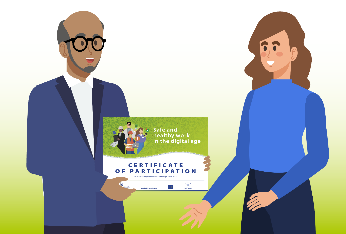 Safe and
healthy work
in the digital age
CERTIFICATE
OF PARTICIPATION